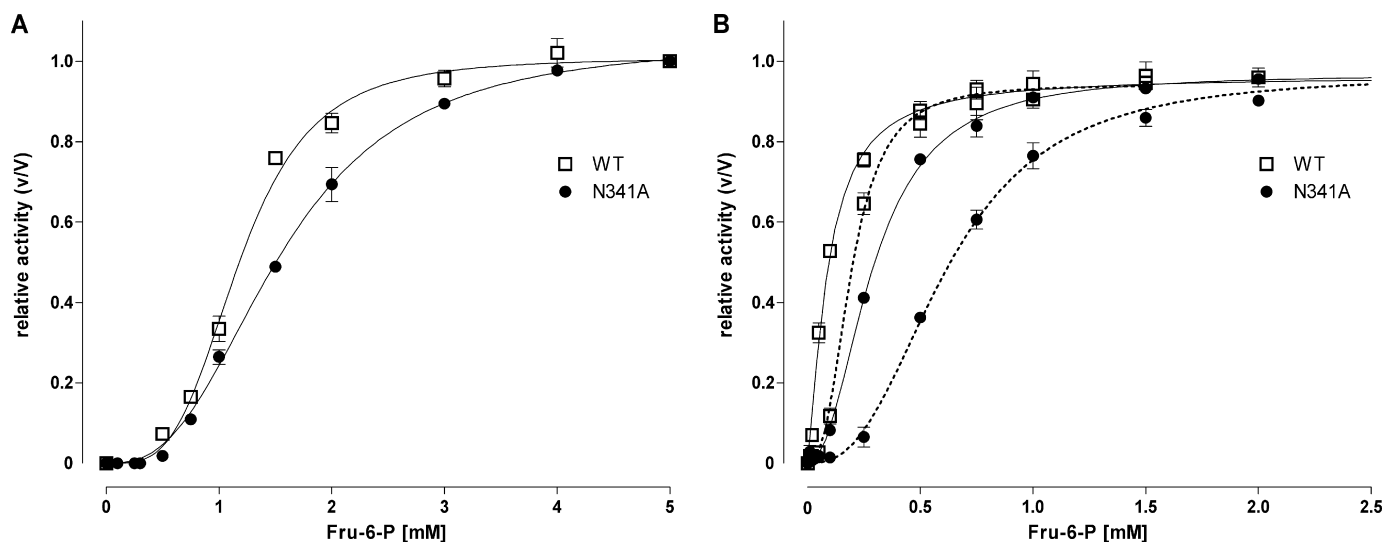 A
relative activity (v/V)
1.0
0.8
0.6
0.4
0.2
0
0 1 2 3 4 5
Fru-6-P [mM]
WT
N341A
B
relative activity (v/V)
1.0
0.8
0.6
0.4
0.2
0
0 0.5 1.0 1.5 2.0 2.5
Fru-6-P [mM]
WT
N341A